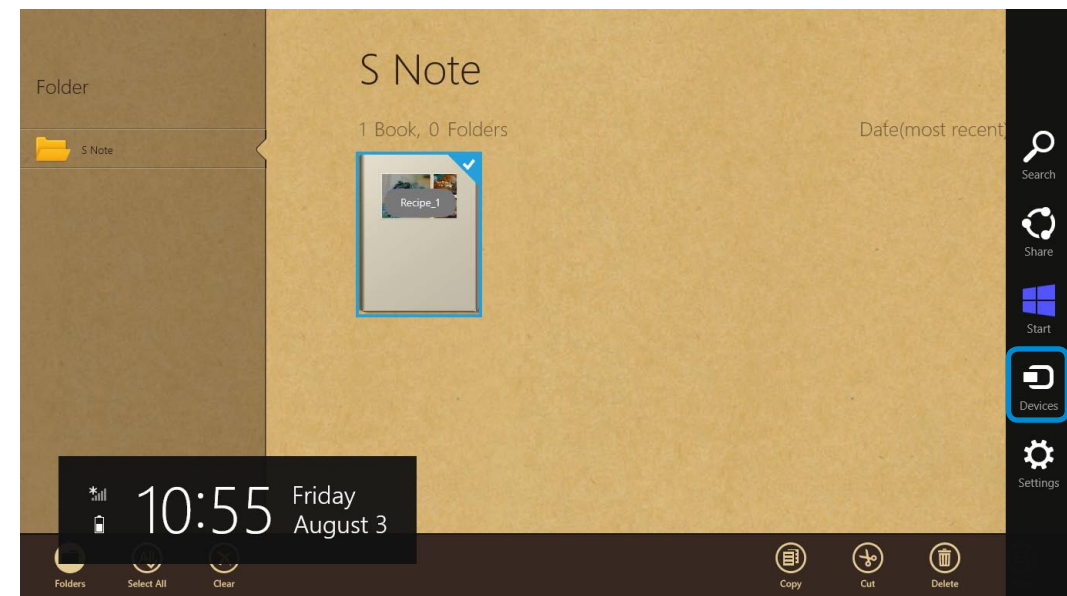 Folder
S Note
S Note
1 Book, 0 Folders
Date(most recent)
Recipe_1
Search
Share
Start
Devices
Settings
10:55
Friday
August 3
Folders
Select All
Clear
Copy
Cut
Delete